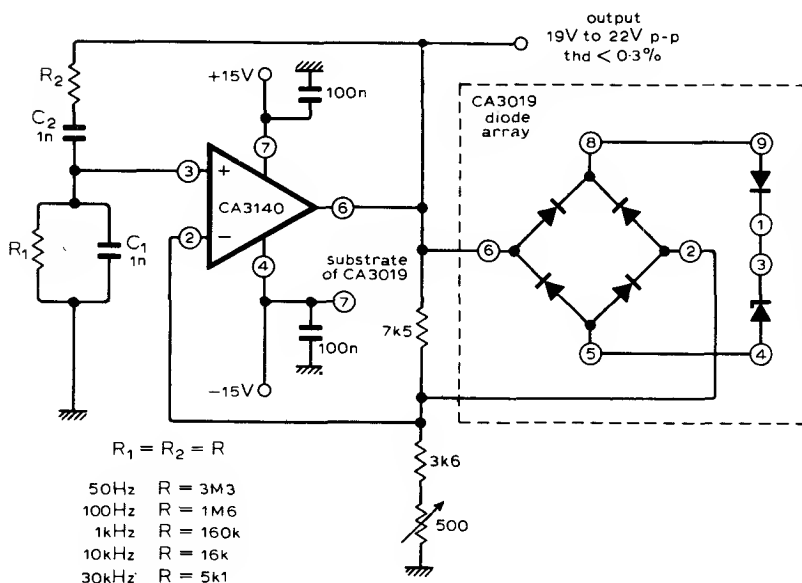 output
19V to 22V p-p
thd < 0·3%
R2
+15V
100n
CA3019
diode
array
C2
1n
8
9
7
3
+
CA3140
6
1
2
−
R1
C1
1n
4
substrate
of CA3019
6
2
3
7
7k5
100n
5
4
−15V
R1 = R2 = R
3k6
50Hz R = 3M3
100Hz R = 1M6
1kHz R = 160k
500
10kHz R = 16k
30kHz R = 5k1